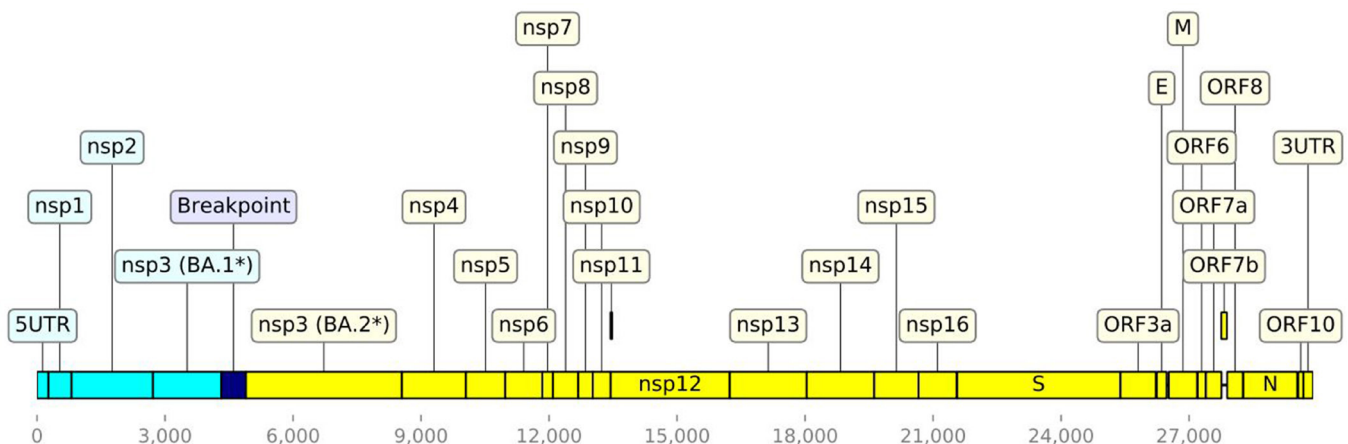 nsp7
M
nsp8
E
ORF8
nsp2
nsp9
ORF6
3UTR
nsp1
Breakpoint
nsp4
nsp10
nsp15
ORF7a
nsp3 (BA.1*)
nsp5
nsp11
nsp14
ORF7b
5UTR
nsp3 (BA.2*)
nsp6
nsp13
nsp16
ORF3a
ORF10
nsp12
S
N
0
3,000
6,000
9,000
12,000
15,000
18,000
21,000
24,000
27,000